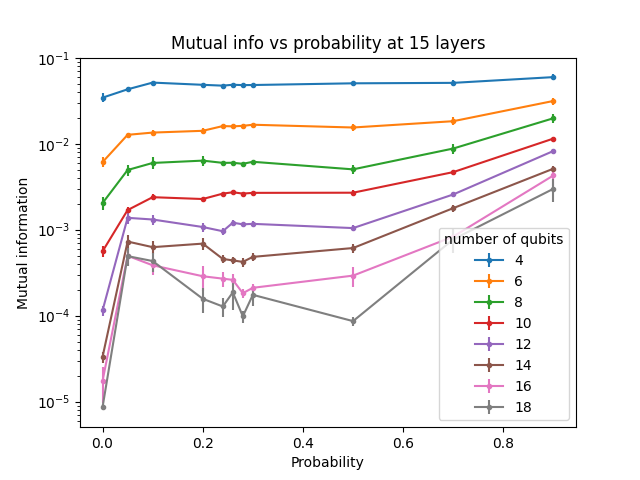 Mutual info vs probability at 15 layers
10⁻¹
10⁻²
10⁻³
10⁻⁴
10⁻⁵
Mutual information
number of qubits
4
6
8
10
12
14
16
18
0.0 0.2 0.4 0.6 0.8
Probability